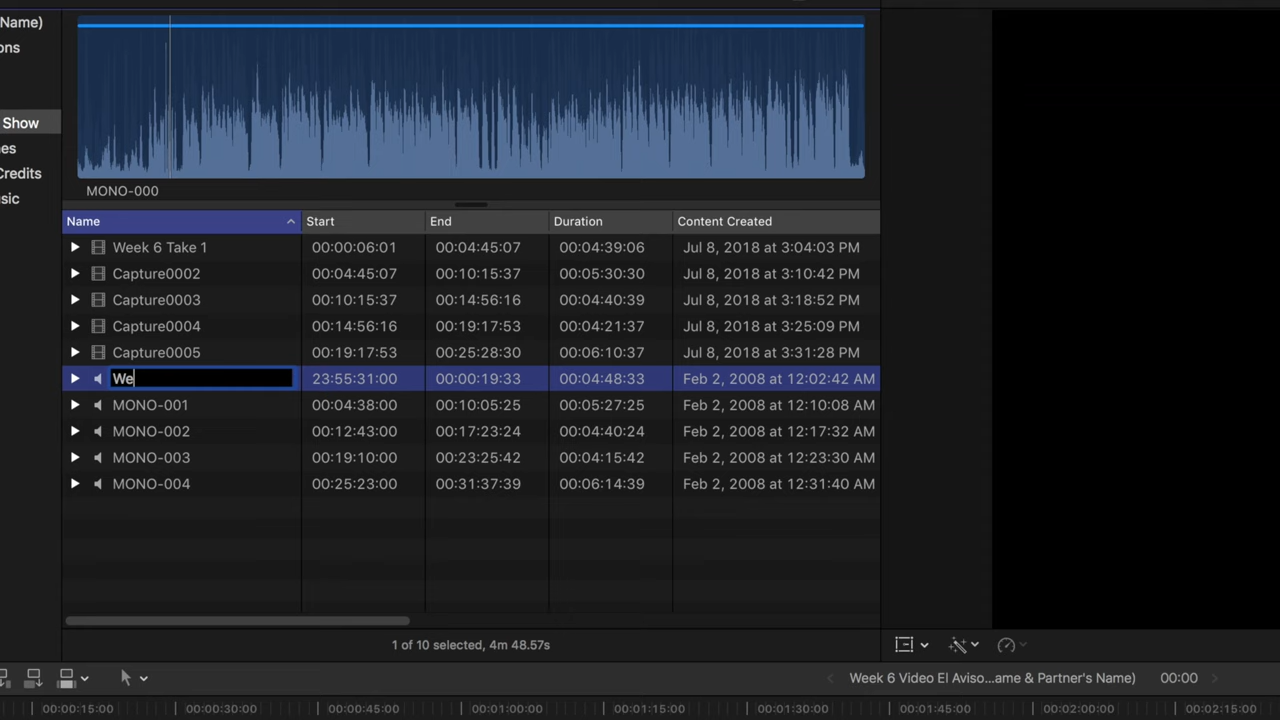 Name)
ons
Show
es
Credits
sic
MONO-000
Name Start End Duration Content Created
Week 6 Take 1 00:00:06:01 00:04:45:07 00:04:39:06 Jul 8, 2018 at 3:04:03 PM
Capture0002 00:04:45:07 00:10:15:37 00:05:30:30 Jul 8, 2018 at 3:10:42 PM
Capture0003 00:10:15:37 00:14:56:16 00:04:40:39 Jul 8, 2018 at 3:18:52 PM
Capture0004 00:14:56:16 00:19:17:53 00:04:21:37 Jul 8, 2018 at 3:25:09 PM
Capture0005 00:19:17:53 00:25:28:30 00:06:10:37 Jul 8, 2018 at 3:31:28 PM
We 23:55:31:00 00:00:19:33 00:04:48:33 Feb 2, 2008 at 12:02:42 AM
MONO-001 00:04:38:00 00:10:05:25 00:05:27:25 Feb 2, 2008 at 12:10:08 AM
MONO-002 00:12:43:00 00:17:23:24 00:04:40:24 Feb 2, 2008 at 12:17:32 AM
MONO-003 00:19:10:00 00:23:25:42 00:04:15:42 Feb 2, 2008 at 12:23:30 AM
MONO-004 00:25:23:00 00:31:37:39 00:06:14:39 Feb 2, 2008 at 12:31:40 AM
1 of 10 selected, 4m 48.57s
Week 6 Video El Aviso...ame & Partner's Name) 00:00
00:00:15:00 00:00:30:00 00:00:45:00 00:01:00:00 00:01:15:00 00:01:30:00 00:01:45:00 00:02:00:00 00:02:15:00